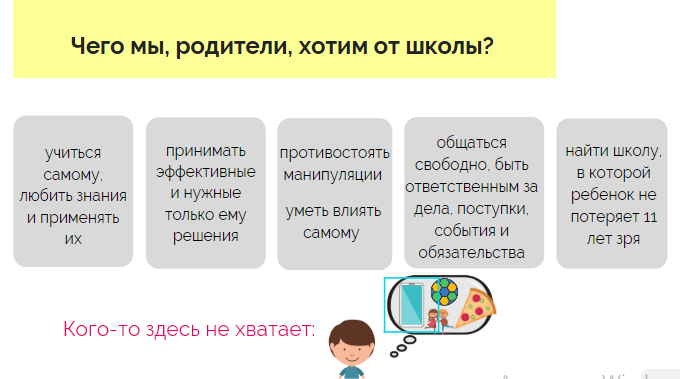 Чего мы, родители, хотим от школы?
учиться
самому,
любить знания
и применять
их
принимать
эффективные
и нужные
только ему
решения
противостоять
манипуляции
уметь влиять
самому
общаться
свободно, быть
ответственным за
дела, поступки,
события и
обязательства
найти школу,
в которой
ребенок не
потеряет 11
лет зря
Кого-то здесь не хватает: